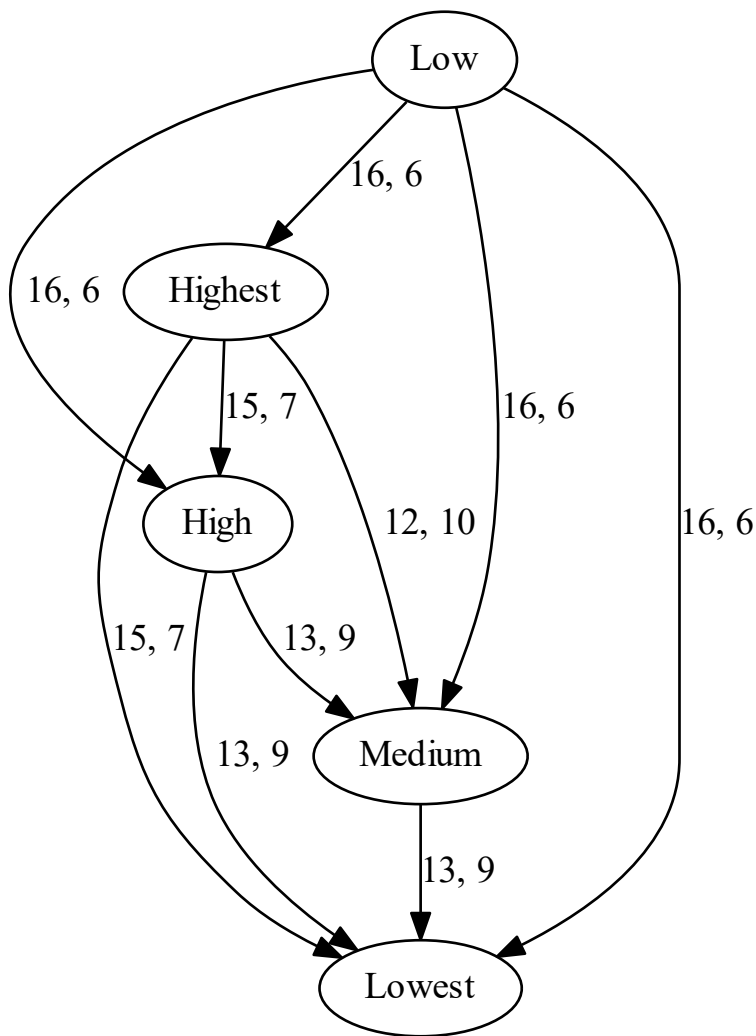 Low
16, 6
Highest
16, 6
15, 7
16, 6
High
12, 10
16, 6
15, 7
13, 9
13, 9
Medium
13, 9
Lowest